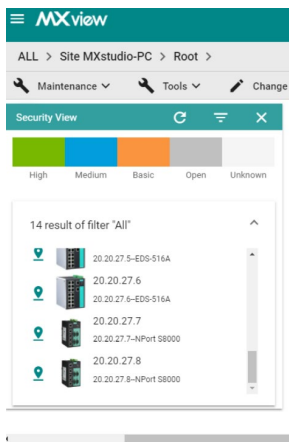 MXview
ALL > Site MXstudio-PC > Root >
Maintenance Tools Change
Security View
High Medium Basic Open Unknown
14 result of filter "All"
20.20.27.5–EDS-516A
20.20.27.6
20.20.27.6–EDS-516A
20.20.27.7
20.20.27.7–NPort S8000
20.20.27.8
20.20.27.8–NPort S8000